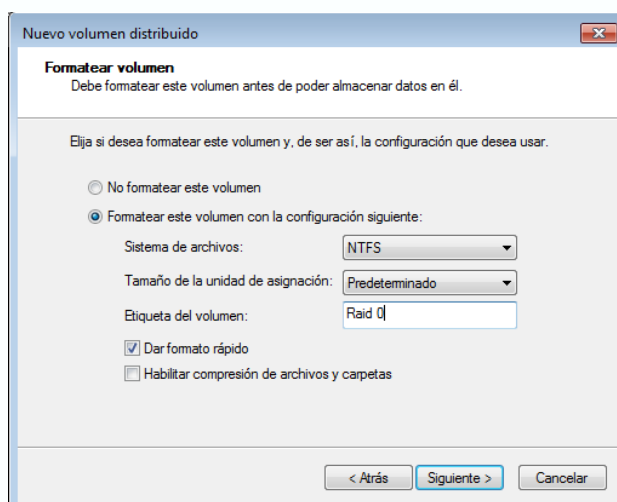 Nuevo volumen distribuido
Formatear volumen
Debe formatear este volumen antes de poder almacenar datos en él.
Elija si desea formatear este volumen y, de ser así, la configuración que desea usar.
No formatear este volumen
Formatear este volumen con la configuración siguiente:
Sistema de archivos: NTFS
Tamaño de la unidad de asignación: Predeterminado
Etiqueta del volumen: Raid 0
Dar formato rápido
Habilitar compresión de archivos y carpetas
< Atrás Siguiente > Cancelar